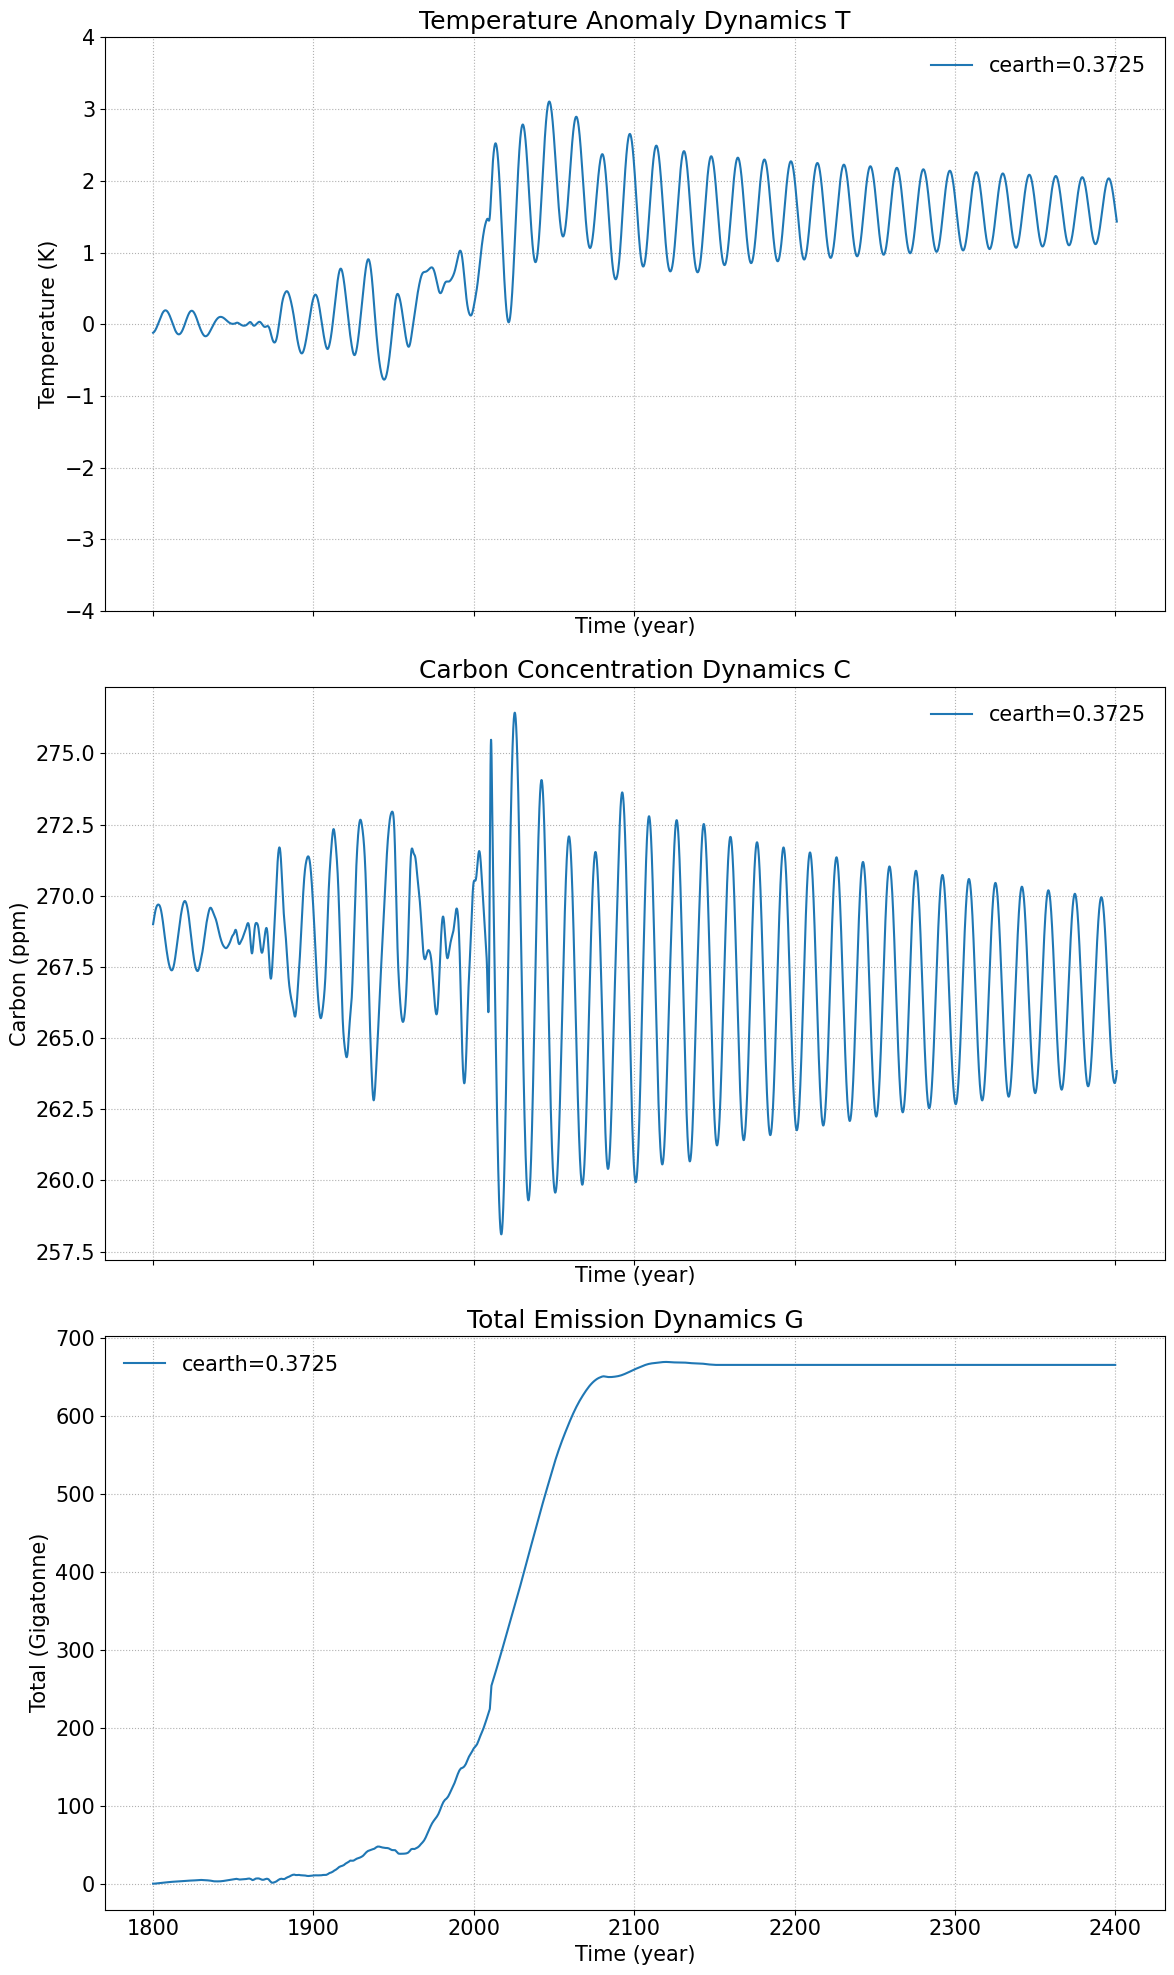 Temperature Anomaly Dynamics T
cearth=0.3725
4
3
2
1
0
−1
−2
−3
−4
Temperature (K)
Time (year)
Carbon Concentration Dynamics C
cearth=0.3725
275.0
272.5
270.0
267.5
265.0
262.5
260.0
257.5
Carbon (ppm)
Time (year)
Total Emission Dynamics G
cearth=0.3725
700
600
500
400
300
200
100
0
Total (Gigatonne)
1800 1900 2000 2100 2200 2300 2400
Time (year)